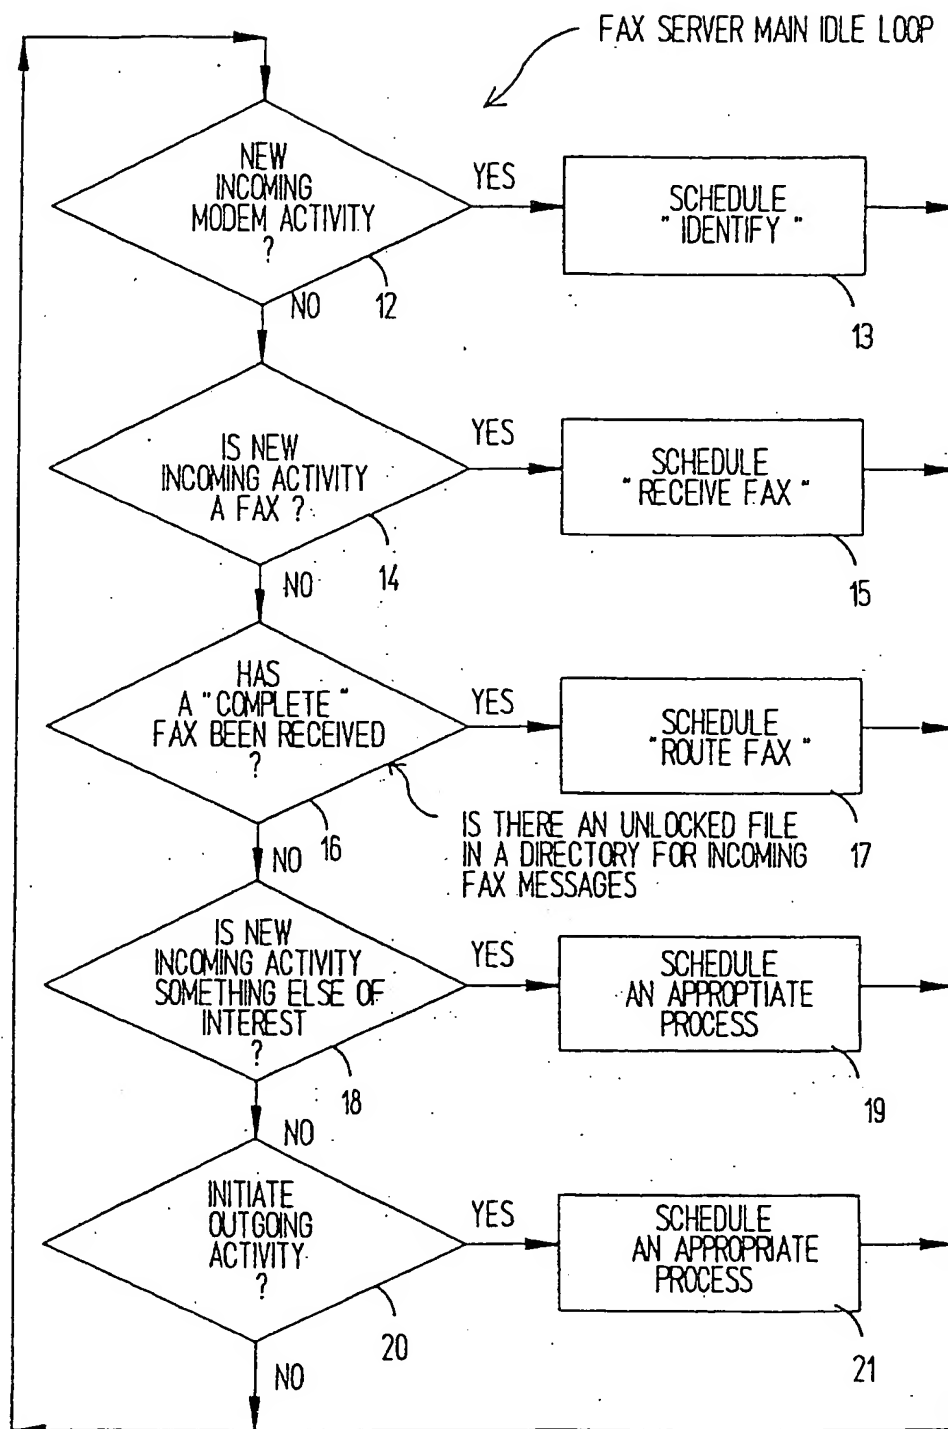 FAX SERVER MAIN IDLE LOOP
NEW
INCOMING
MODEM ACTIVITY
?
YES
SCHEDULE
"IDENTIFY"
NO
12
13
IS NEW
INCOMING ACTIVITY
A FAX ?
YES
SCHEDULE
"RECEIVE FAX"
NO
14
15
HAS
A "COMPLETE"
FAX BEEN RECEIVED
?
YES
SCHEDULE
"ROUTE FAX"
NO
16
IS THERE AN UNLOCKED FILE
IN A DIRECTORY FOR INCOMING
FAX MESSAGES
17
IS NEW
INCOMING ACTIVITY
SOMETHING ELSE OF
INTEREST
?
YES
SCHEDULE
AN APPROPTIATE
PROCESS
NO
18
19
INITIATE
OUTGOING
ACTIVITY
?
YES
SCHEDULE
AN APPROPRIATE
PROCESS
NO
20
21